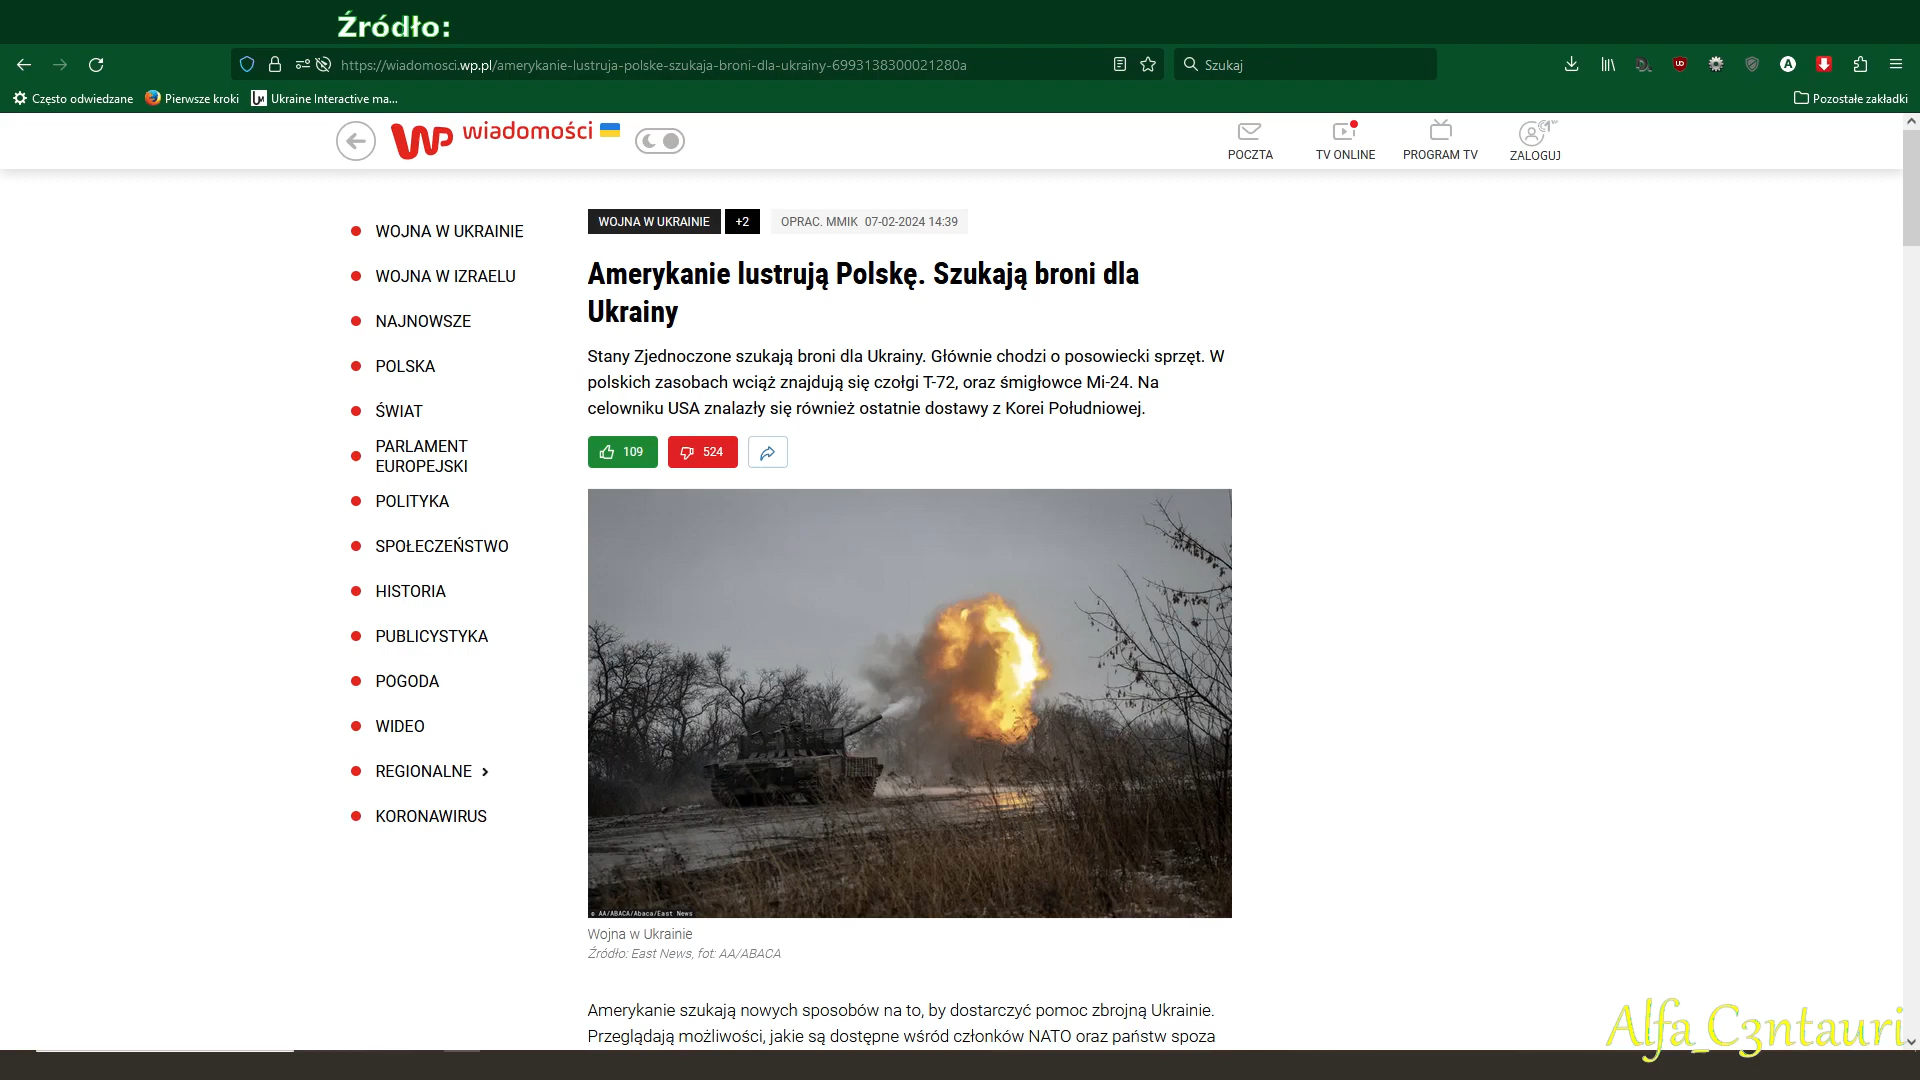 Źródło:
https://wiadomosci.wp.pl/amerykanie-lustruja-polske-szukaja-broni-dla-ukrainy-6993138300021280a
Szukaj
Często odwiedzane
Pierwsze kroki
Ukraine Interactive ma...
Pozostałe zakładki
wp wiadomości
POCZTA
TV ONLINE
PROGRAM TV
ZALOGUJ
WOJNA W UKRAINIE
WOJNA W IZRAELU
NAJNOWSZE
POLSKA
ŚWIAT
PARLAMENT
EUROPEJSKI
POLITYKA
SPOŁECZEŃSTWO
HISTORIA
PUBLICYSTYKA
POGODA
WIDEO
REGIONALNE
KORONAWIRUS
WOJNA W UKRAINIE +2 OPRAC. MMIK 07-02-2024 14:39
Amerykanie lustrują Polskę. Szukają broni dla
Ukrainy
Stany Zjednoczone szukają broni dla Ukrainy. Głównie chodzi o posowiecki sprzęt. W
polskich zasobach wciąż znajdują się czołgi T-72, oraz śmigłowce Mi-24. Na
celowniku USA znalazły się również ostatnie dostawy z Korei Południowej.
109 524
© AA/ABACA/Abaca/East News
Wojna w Ukrainie
Źródło: East News, fot: AA/ABACA
Amerykanie szukają nowych sposobów na to, by dostarczyć pomoc zbrojną Ukrainie.
Przeglądają możliwości, jakie są dostępne wśród członków NATO oraz państw spoza
Alfa_C3ntauri